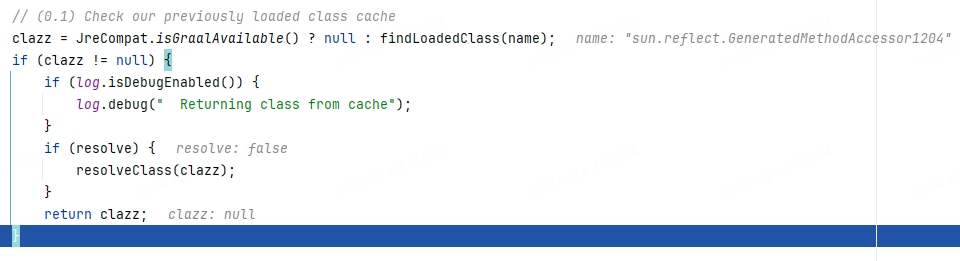 // (0.1) Check our previously loaded class cache
clazz = JreCompat.isGraalAvailable() ? null : findLoadedClass(name);   name: "sun.reflect.GeneratedMethodAccessor1204"
if (clazz != null) {
    if (log.isDebugEnabled()) {
        log.debug("  Returning class from cache");
    }
    if (resolve) {   resolve: false
        resolveClass(clazz);
    }
    return clazz;   clazz: null
}